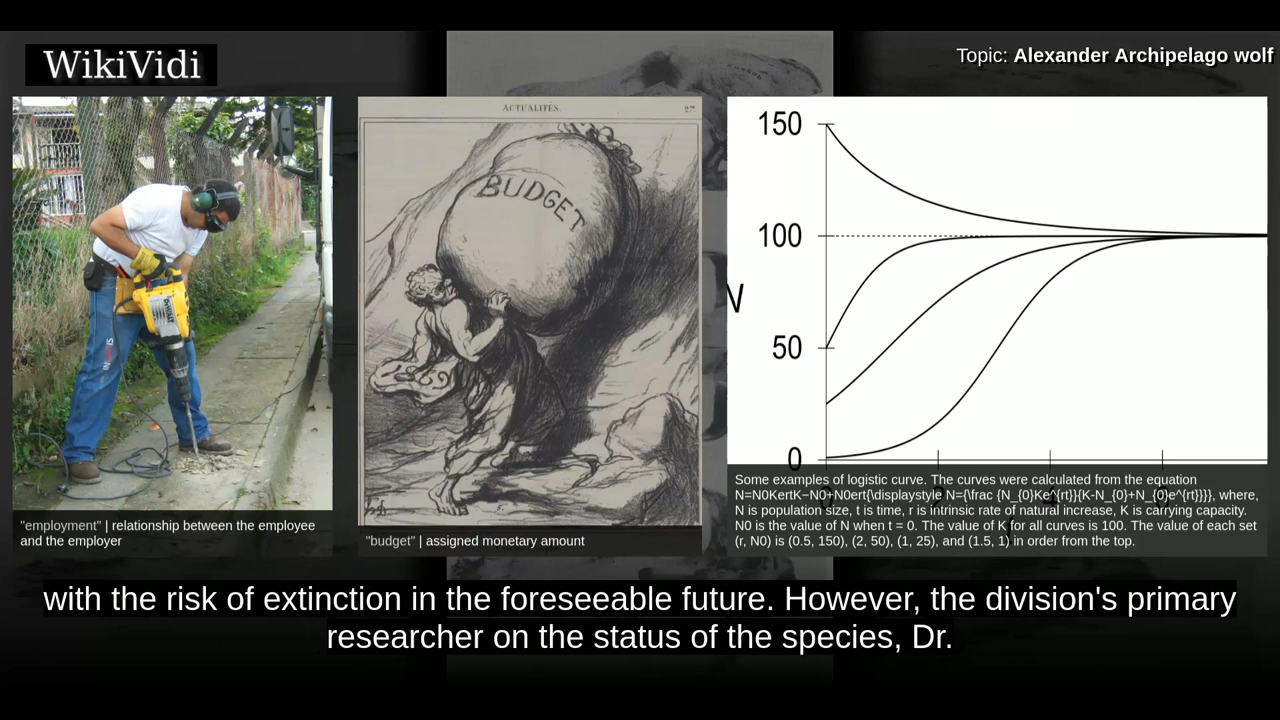 WikiVidi
Topic: Alexander Archipelago wolf
ACTUALITÉS.
BUDGET
150
100
N
50
0
"employment" | relationship between the employee
and the employer
"budget" | assigned monetary amount
Some examples of logistic curve. The curves were calculated from the equation
N=N0KertK−N0+N0ert{\displaystyle N={\frac {N_{0}Ke^{rt}}{K-N_{0}+N_{0}e^{rt}}}}, where,
N is population size, t is time, r is intrinsic rate of natural increase, K is carrying capacity.
N0 is the value of N when t = 0. The value of K for all curves is 100. The value of each set
(r, N0) is (0.5, 150), (2, 50), (1, 25), and (1.5, 1) in order from the top.
with the risk of extinction in the foreseeable future. However, the division's primary
researcher on the status of the species, Dr.